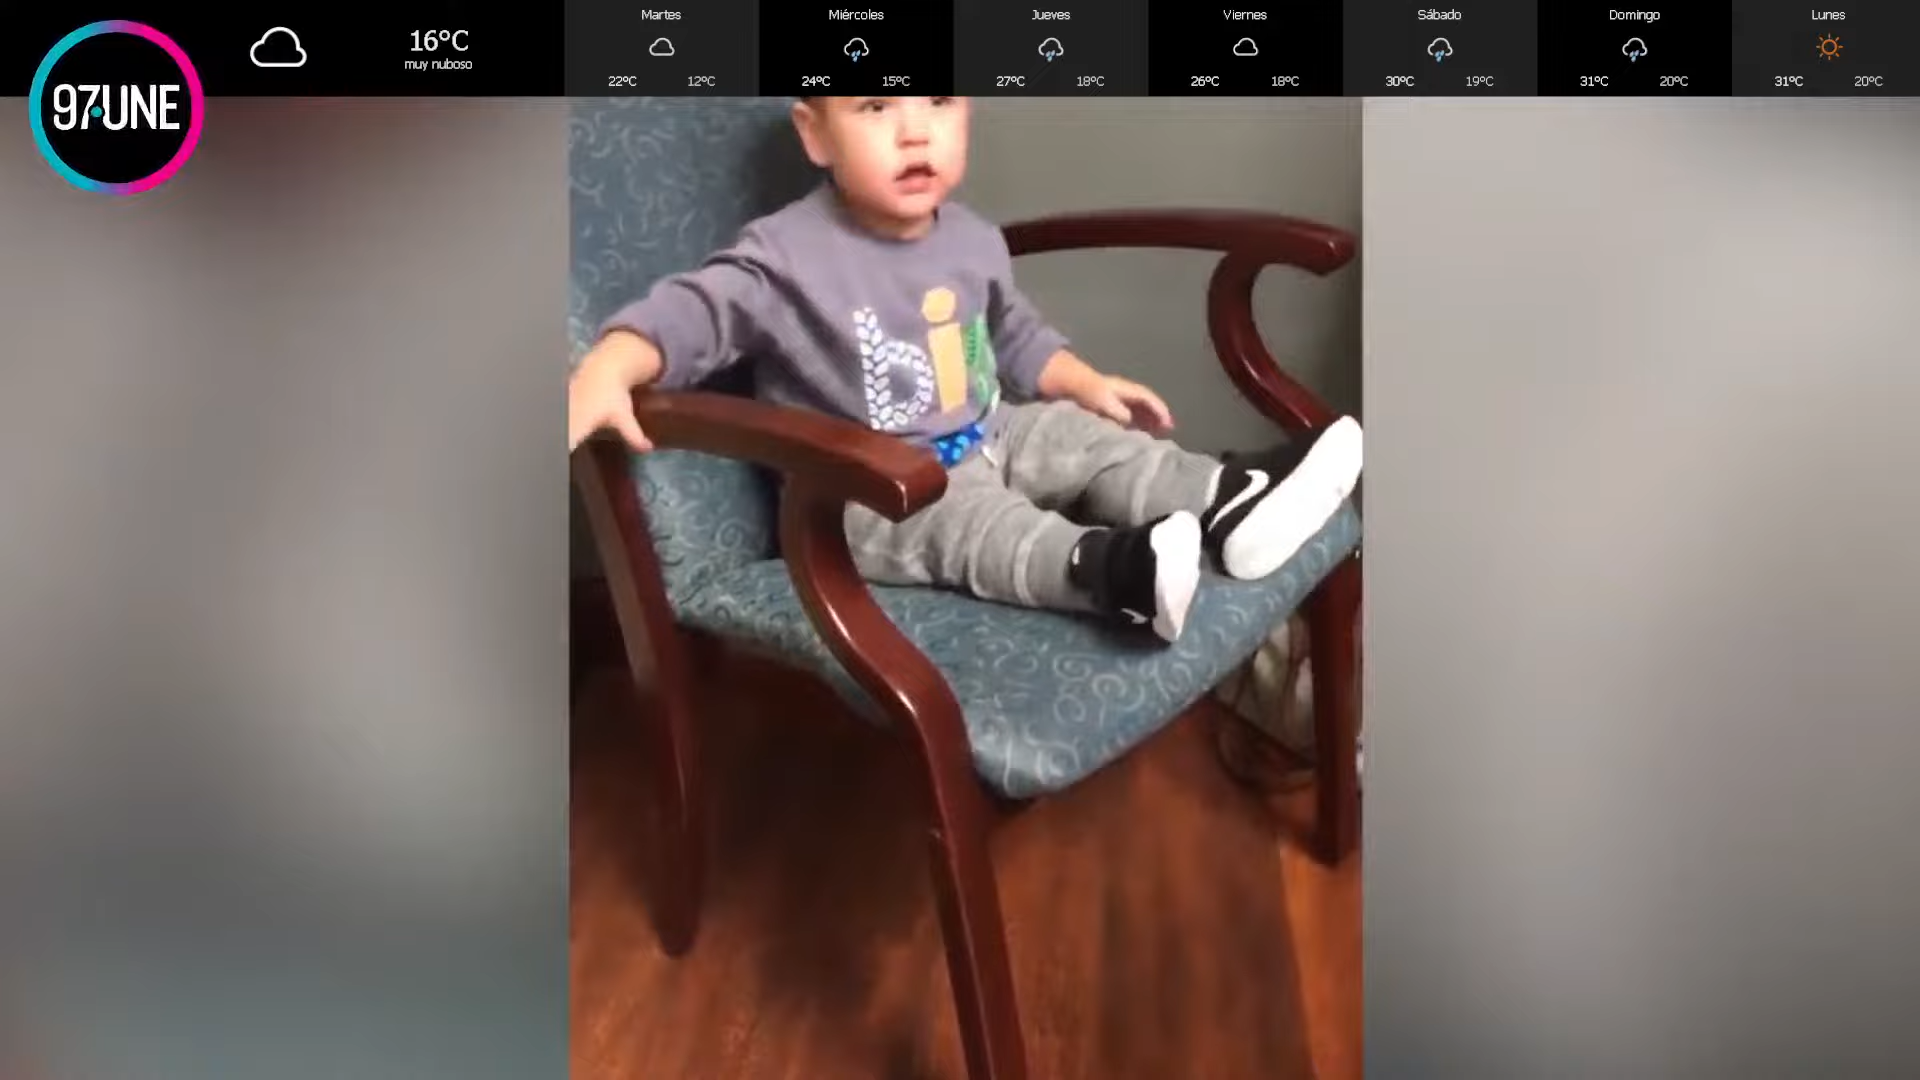 97UNE
16°C
muy nuboso
Martes
22°C 12°C
Miércoles
24°C 15°C
Jueves
27°C 18°C
Viernes
26°C 18°C
Sábado
30°C 19°C
Domingo
31°C 20°C
Lunes
31°C 20°C
bi